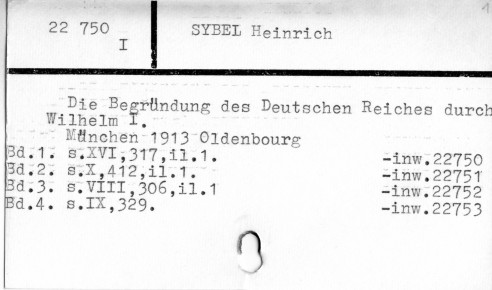 1
22 750
I
SYBEL Heinrich
Die Begründung des Deutschen Reiches durch
Wilhelm I.
München 1913 Oldenbourg
Bd.1. s.XVI,317,il.1. -inw.22750
Bd.2. s.X,412,il.1. -inw.22751
Bd.3. s.VIII,306,il.1 -inw.22752
Bd.4. s.IX,329. -inw.22753